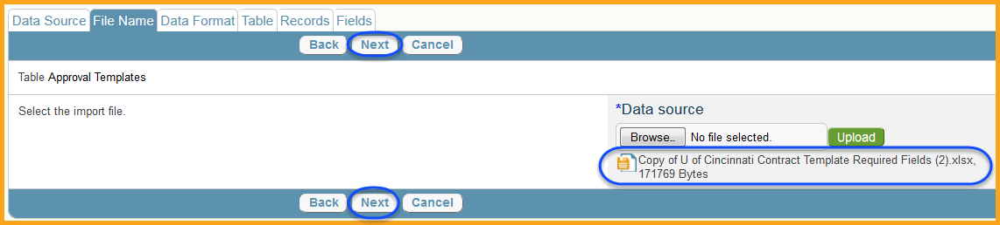 Data Source File Name Data Format Table Records Fields
Back Next Cancel
Table Approval Templates
Select the import file.
*Data source
Browse... No file selected. Upload
Copy of U of Cincinnati Contract Template Required Fields (2).xlsx,
171769 Bytes
Back Next Cancel